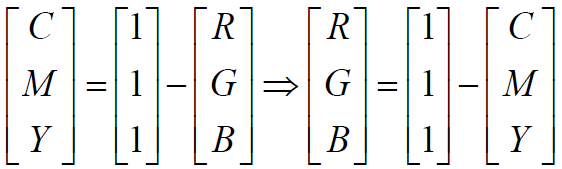 [C M Y] = [1 1 1] − [R G B] ⇒ [R G B] = [1 1 1] − [C M Y]